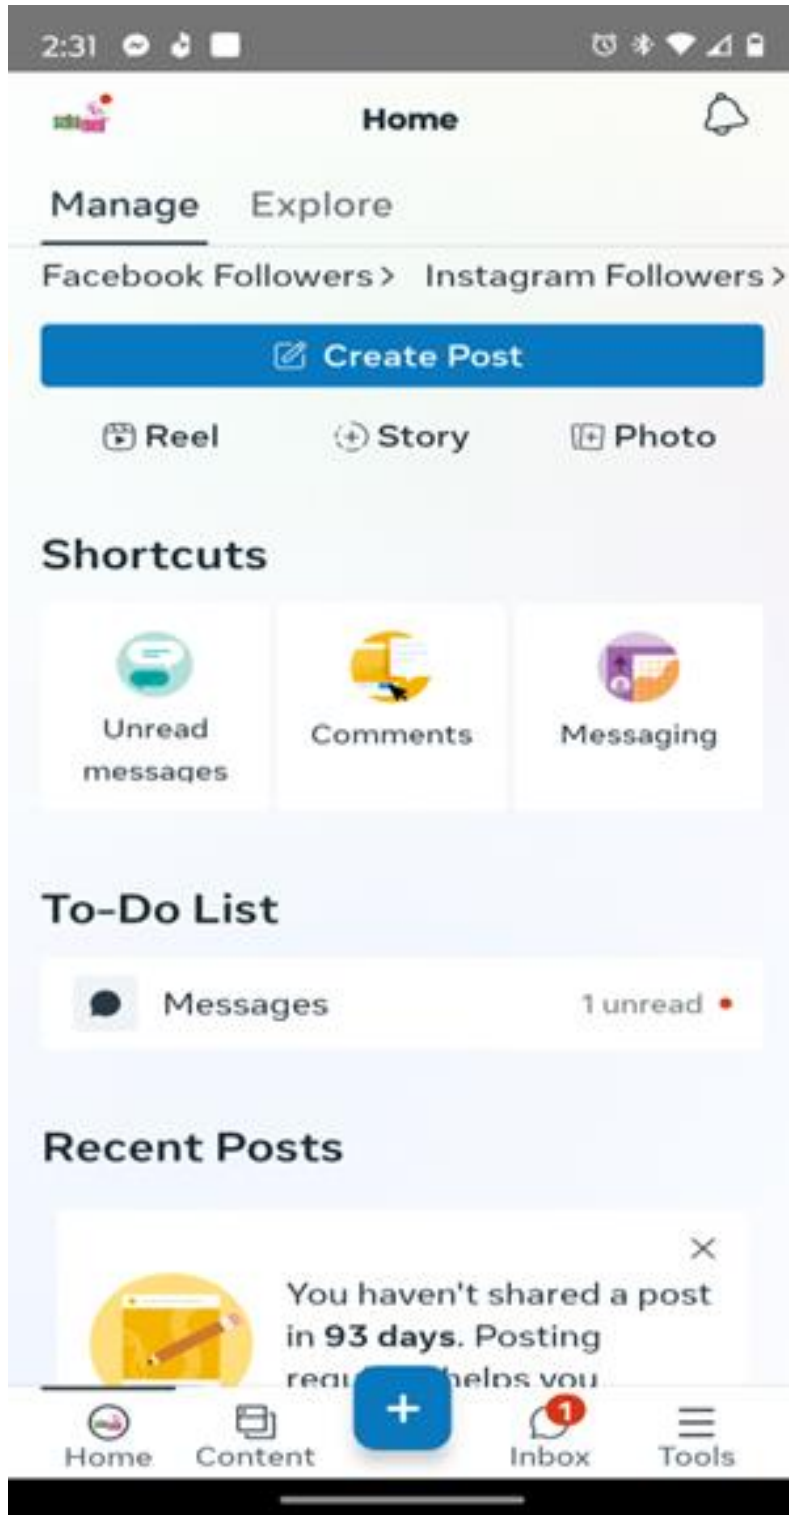 2:31
Home
Manage Explore
Facebook Followers > Instagram Followers >
Create Post
Reel Story Photo
Shortcuts
Unread
messages
Comments
Messaging
To-Do List
Messages 1 unread
Recent Posts
You haven't shared a post
in 93 days. Posting
helps you
1
Home Content Inbox Tools